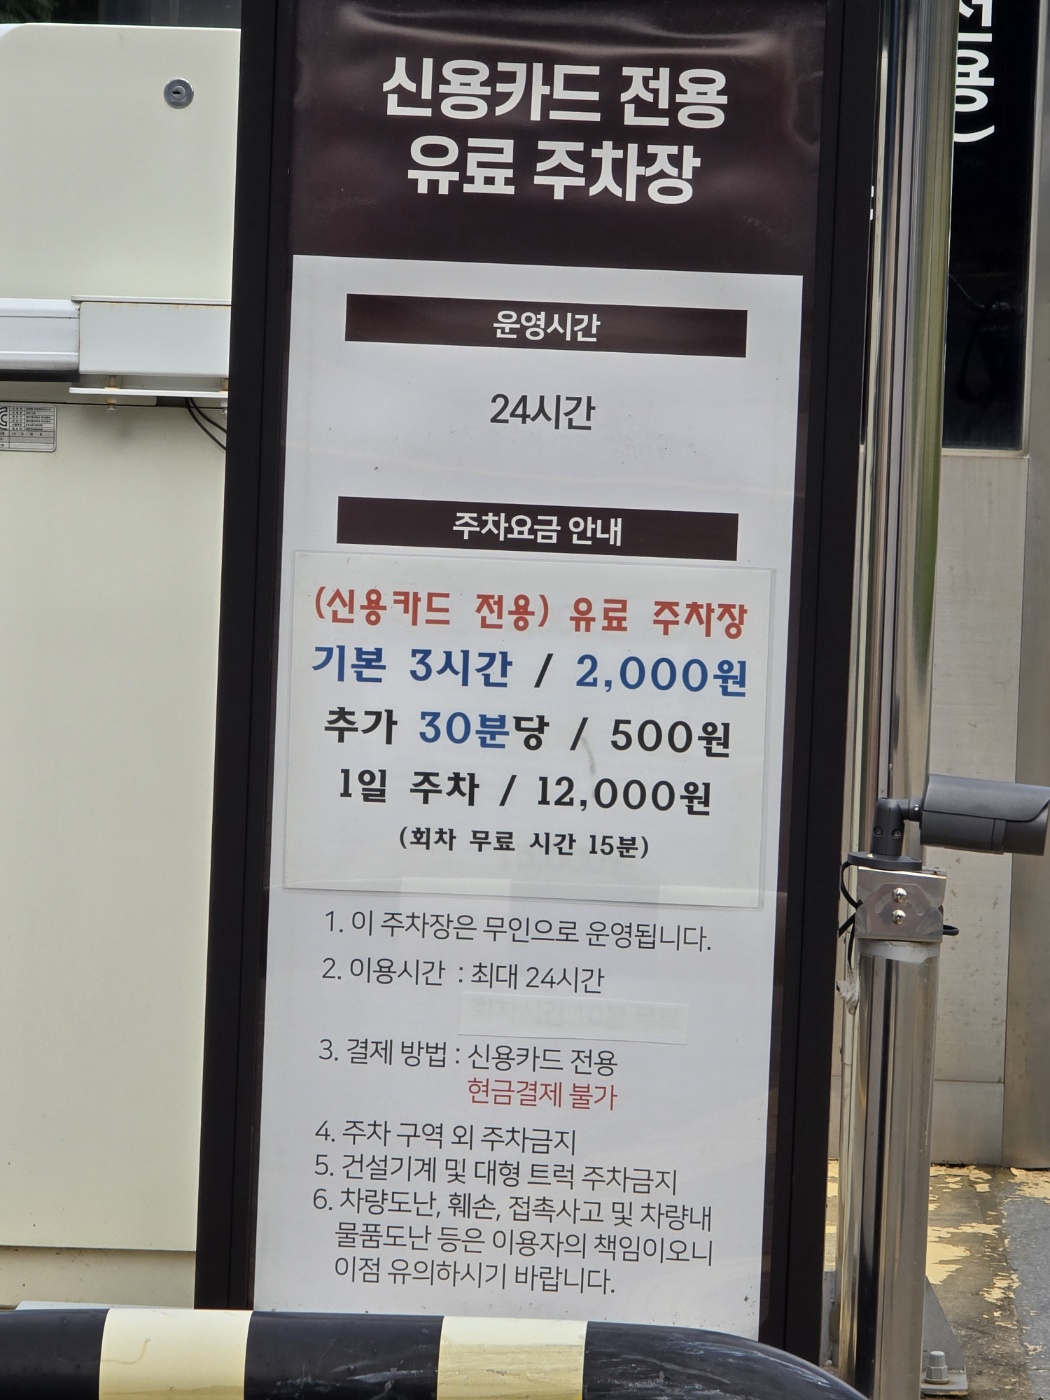 신용카드 전용
유료 주차장
운영시간
24시간
주차요금 안내
(신용카드 전용) 유료 주차장
기본 3시간 / 2,000원
추가 30분당 / 500원
1일 주차 / 12,000원
(회차 무료 시간 15분)
1. 이 주차장은 무인으로 운영됩니다.
2. 이용시간 : 최대 24시간
3. 결제 방법 : 신용카드 전용
현금결제 불가
4. 주차 구역 외 주차금지
5. 건설기계 및 대형 트럭 주차금지
6. 차량도난, 훼손, 접촉사고 및 차량내
물품도난 등은 이용자의 책임이오니
이점 유의하시기 바랍니다.
전용)